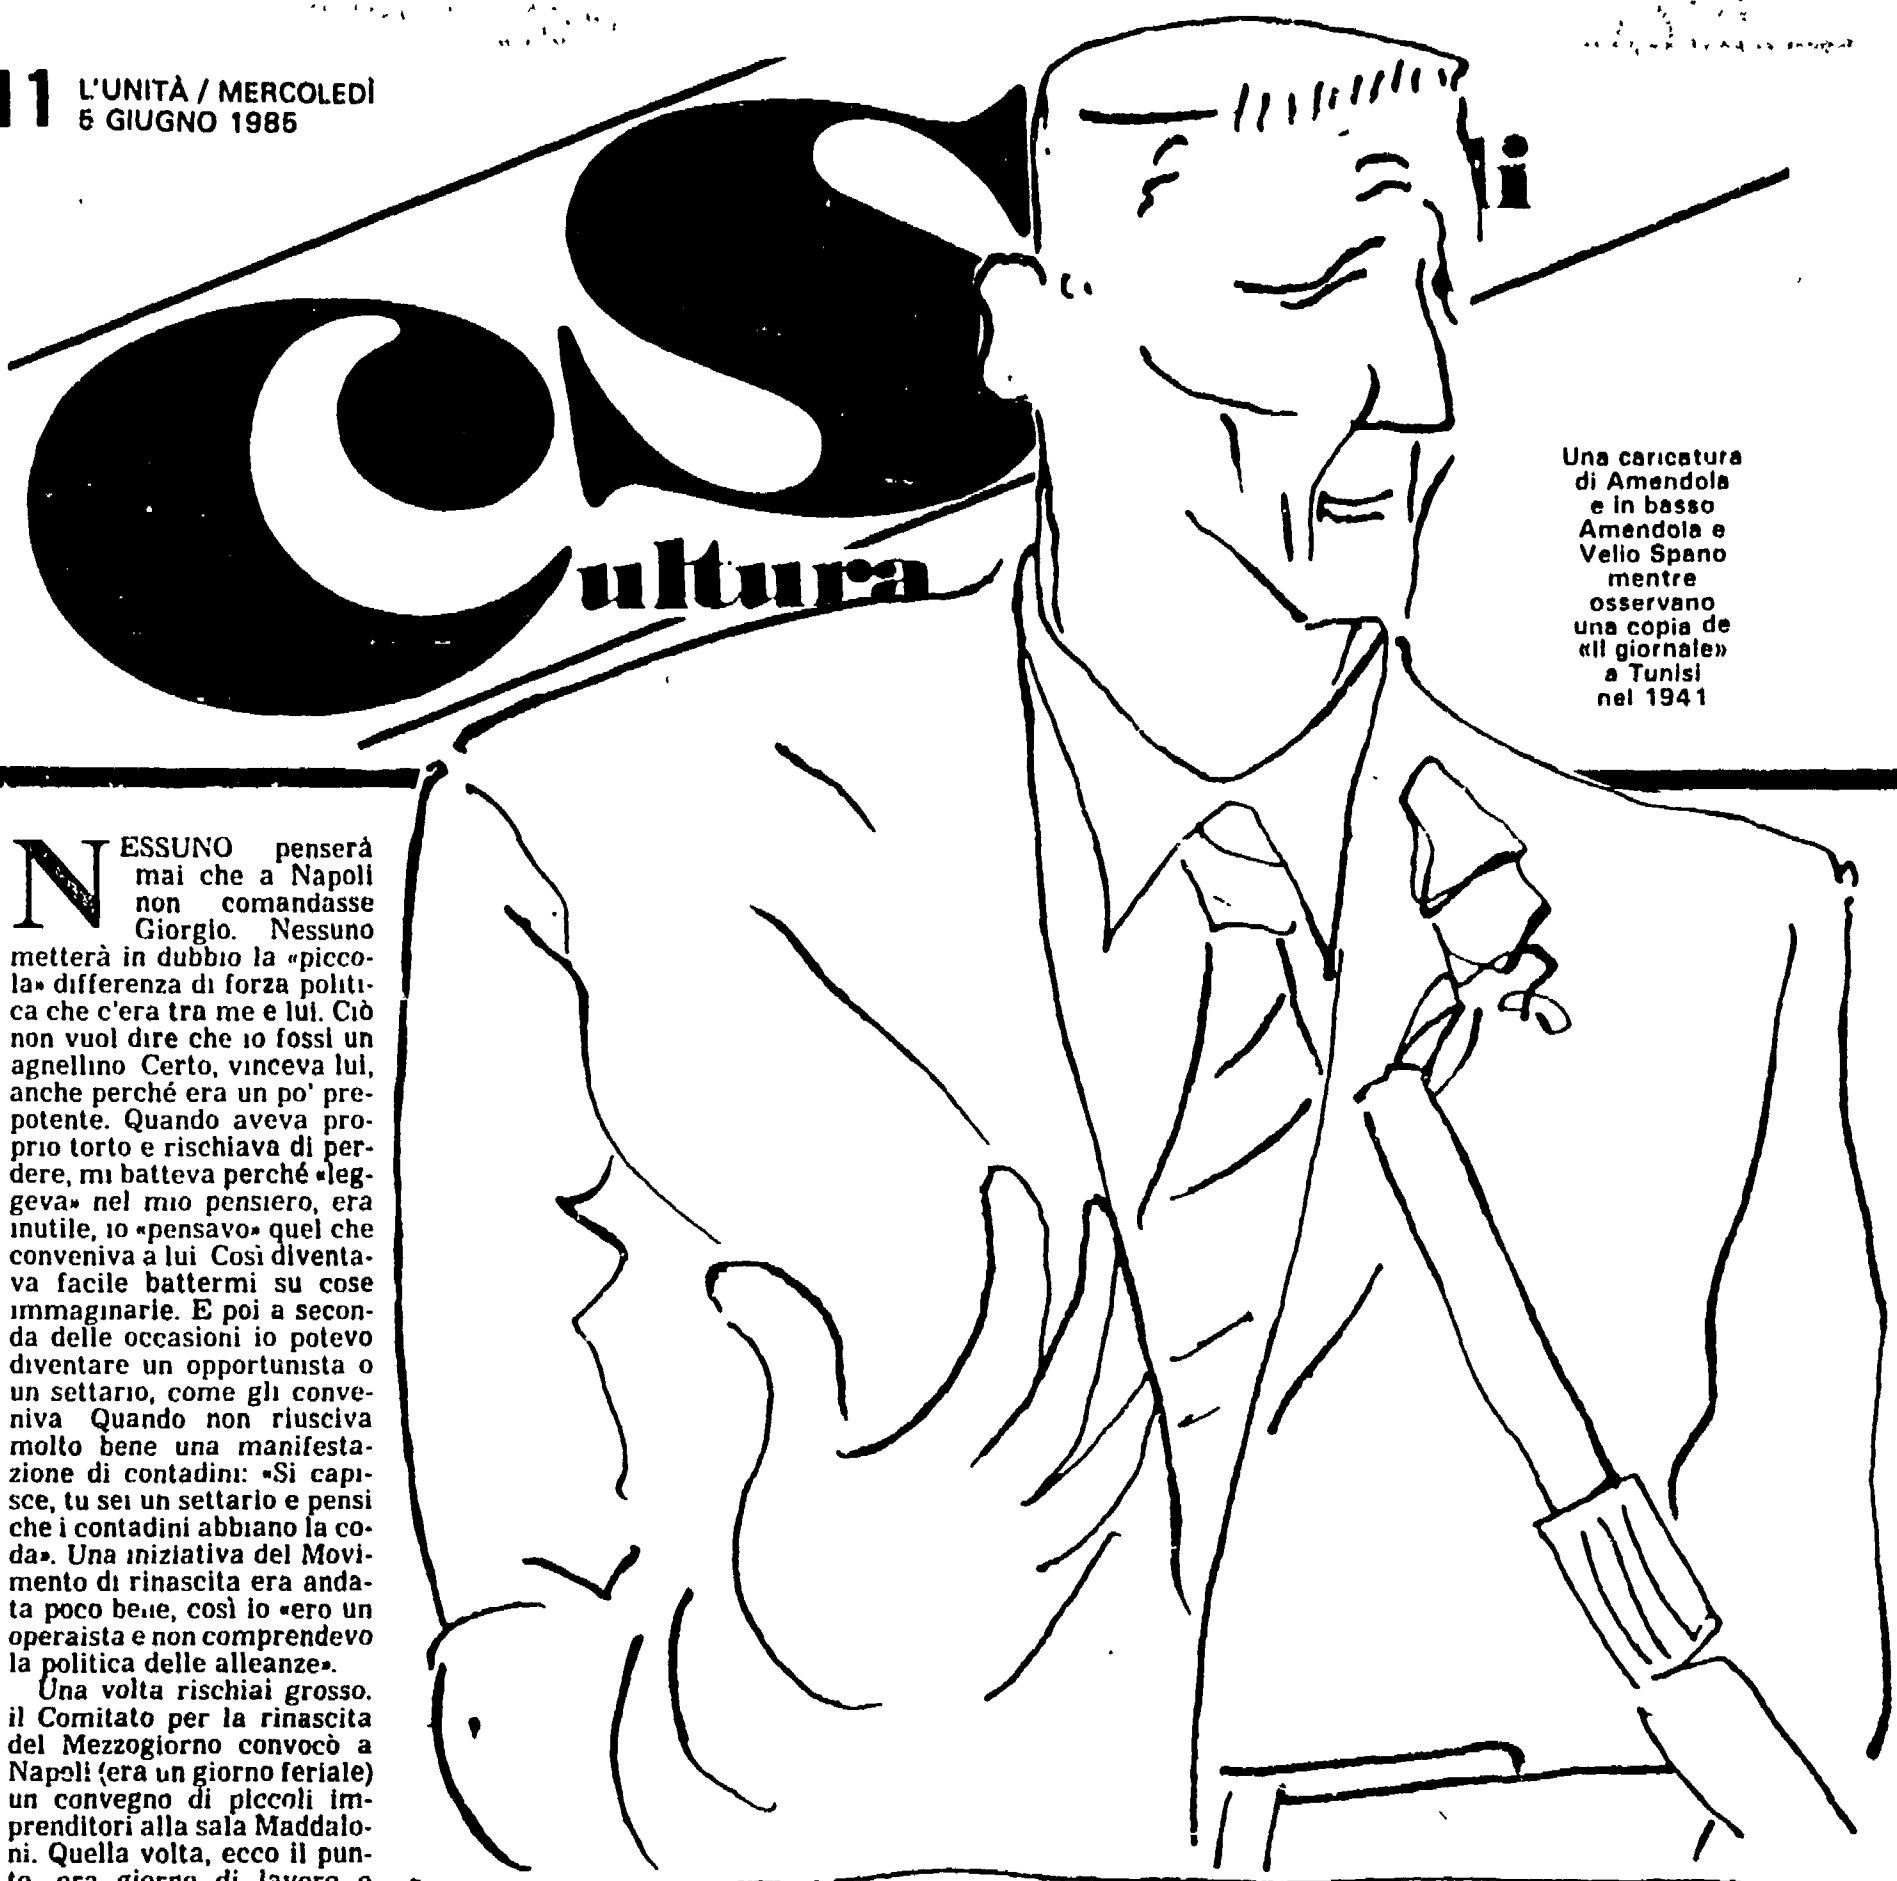 11
L'UNITÀ / MERCOLEDÌ
5 GIUGNO 1985
Cultura
Una caricatura
di Amendola
e in basso
Amendola e
Velio Spano
mentre
osservano
una copia de
«Il giornale»
a Tunisi
nel 1941
NESSUNO penserà
mai che a Napoli
non comandasse
Giorgio. Nessuno
metterà in dubbio la «picco-
la» differenza di forza politi-
ca che c'era tra me e lui. Ciò
non vuol dire che io fossi un
agnellino Certo, vinceva lui,
anche perché era un po' pre-
potente. Quando aveva pro-
prio torto e rischiava di per-
dere, mi batteva perché «leg-
geva» nel mio pensiero, era
inutile, io «pensavo» quel che
conveniva a lui Così diventa-
va facile battermi su cose
immaginarie. E poi a secon-
da delle occasioni io potevo
diventare un opportunista o
un settario, come gli conve-
niva Quando non riusciva
molto bene una manifesta-
zione di contadini: «Si capi-
sce, tu sei un settario e pensi
che i contadini abbiano la co-
da». Una iniziativa del Movi-
mento di rinascita era anda-
ta poco bene, così io «ero un
operaista e non comprendevo
la politica delle alleanze».
Una volta rischiai grosso.
il Comitato per la rinascita
del Mezzogiorno convocò a
Napoli (era un giorno feriale)
un convegno di piccoli im-
prenditori alla sala Maddalo-
ni. Quella volta, ecco il pun-
to, era giorno di lavoro e